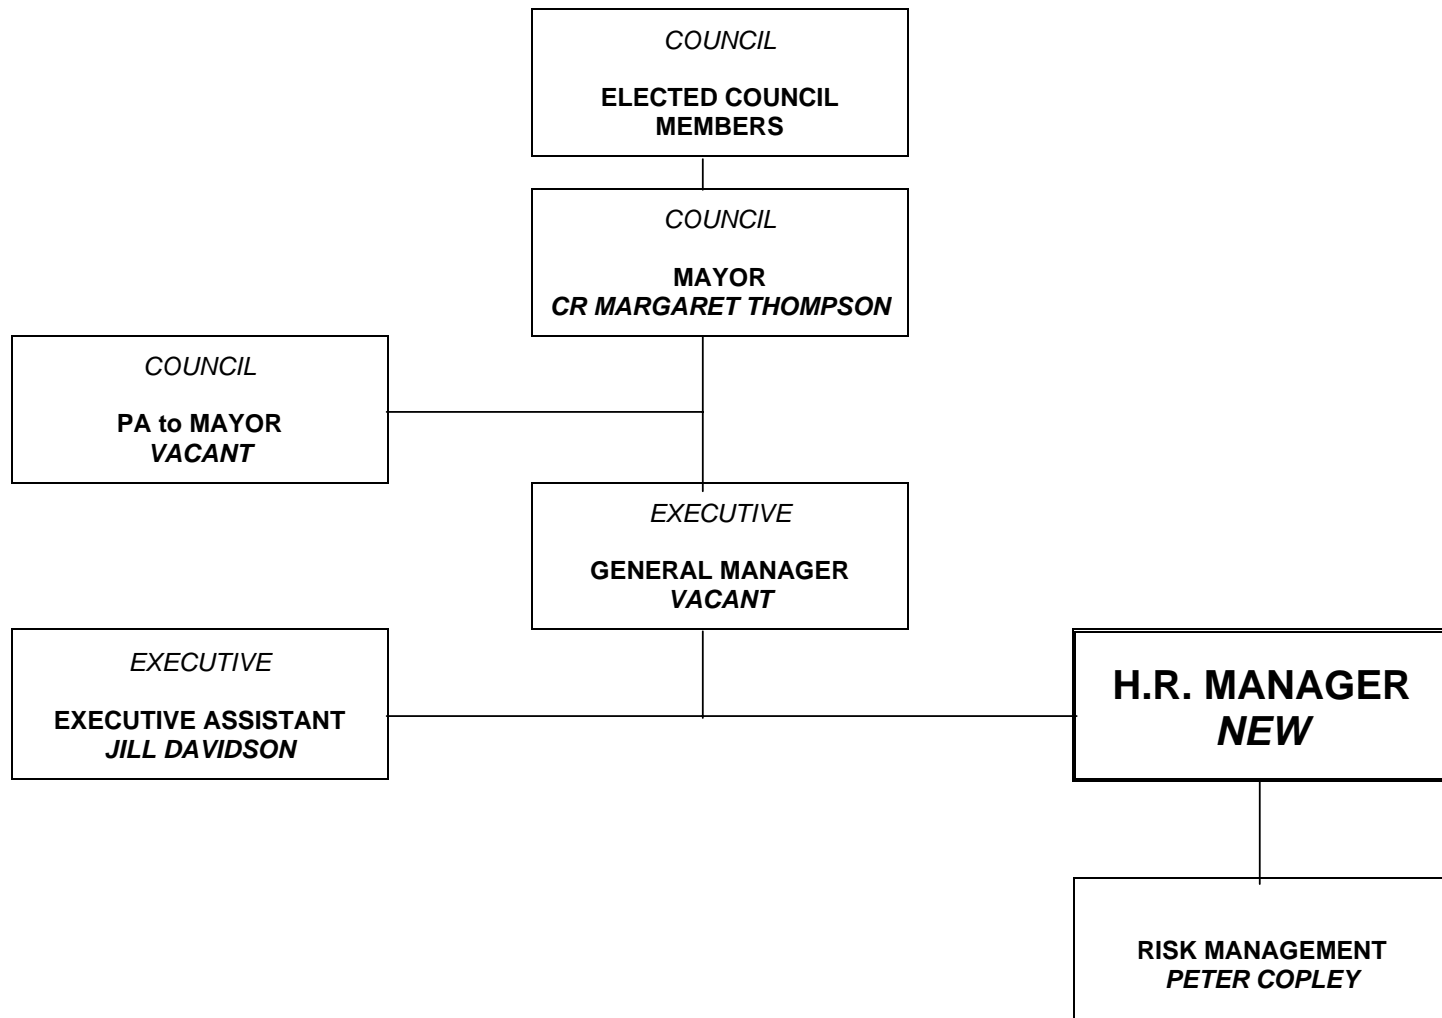 COUNCIL
ELECTED COUNCIL
MEMBERS
COUNCIL
MAYOR
CR MARGARET THOMPSON
COUNCIL
PA to MAYOR
VACANT
EXECUTIVE
GENERAL MANAGER
VACANT
EXECUTIVE
EXECUTIVE ASSISTANT
JILL DAVIDSON
H.R. MANAGER
NEW
RISK MANAGEMENT
PETER COPLEY